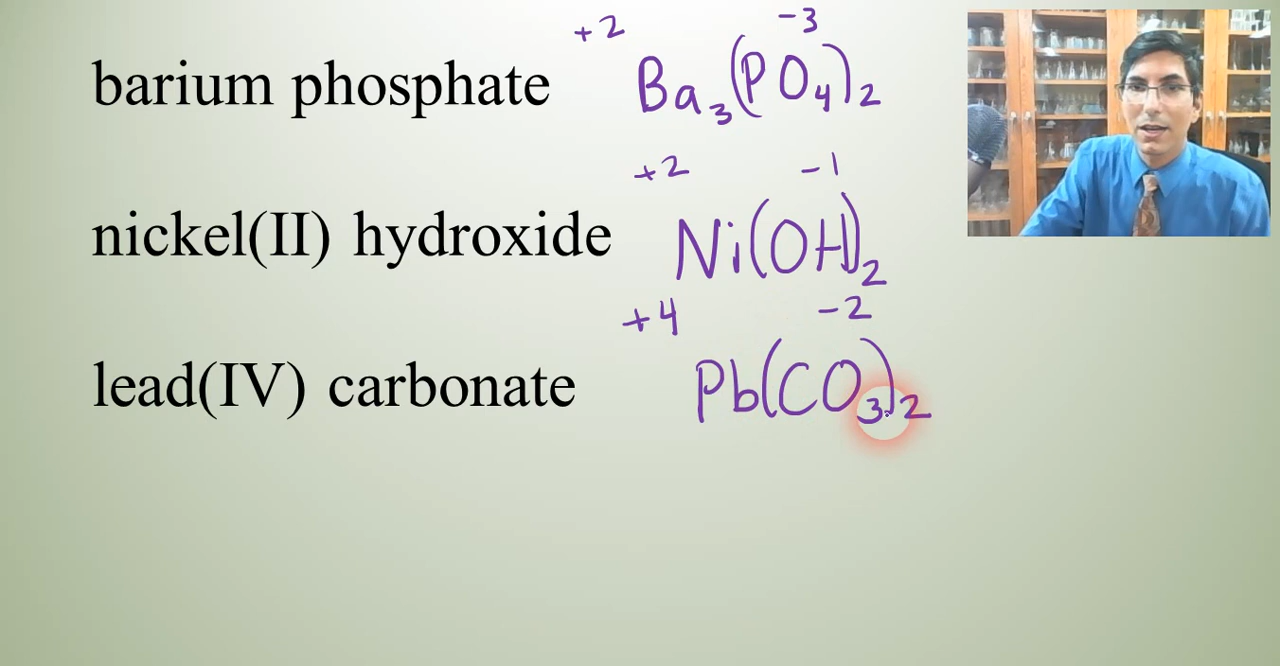 barium phosphate +2 -3 Ba3(PO4)2
nickel(II) hydroxide +2 -1 Ni(OH)2
lead(IV) carbonate +4 -2 Pb(CO3)2